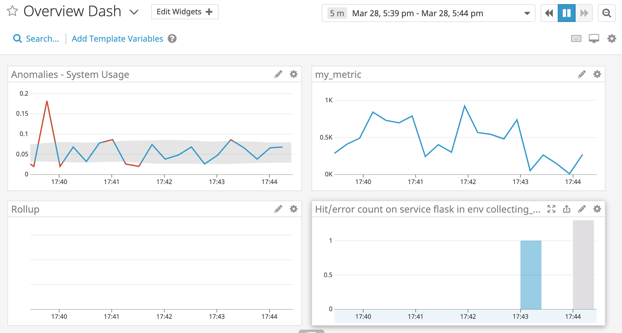 Overview Dash
Edit Widgets +
5 m Mar 28, 5:39 pm - Mar 28, 5:44 pm
Search...
Add Template Variables ?
Anomalies - System Usage
0.2
0.15
0.1
0.05
0
17:40 17:41 17:42 17:43 17:44
my_metric
1K
0.5K
0K
17:40 17:41 17:42 17:43 17:44
Rollup
17:40 17:41 17:42 17:43 17:44
Hit/error count on service flask in env collecting_...
1
0.5
0
17:40 17:41 17:42 17:43 17:44